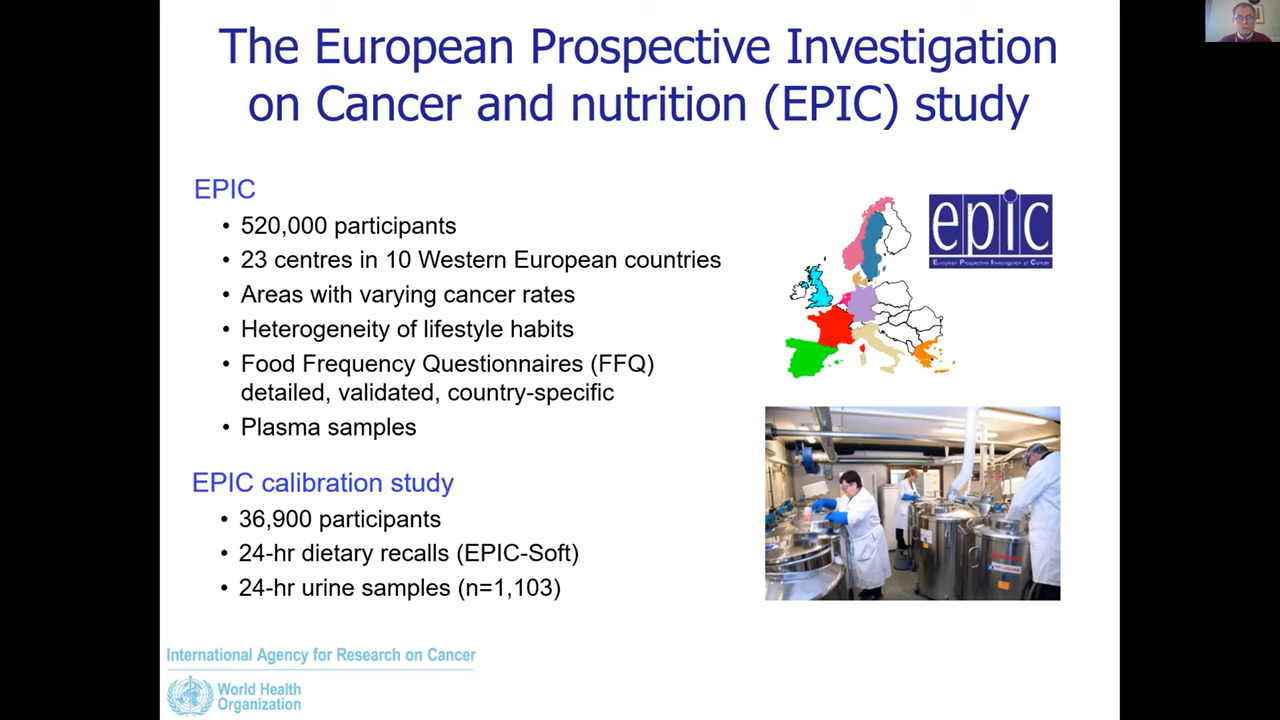 The European Prospective Investigation
on Cancer and nutrition (EPIC) study
EPIC
• 520,000 participants
• 23 centres in 10 Western European countries
• Areas with varying cancer rates
• Heterogeneity of lifestyle habits
• Food Frequency Questionnaires (FFQ)
detailed, validated, country-specific
• Plasma samples
epic
European Prospective Investigation of Cancer
EPIC calibration study
• 36,900 participants
• 24-hr dietary recalls (EPIC-Soft)
• 24-hr urine samples (n=1,103)
International Agency for Research on Cancer
World Health
Organization